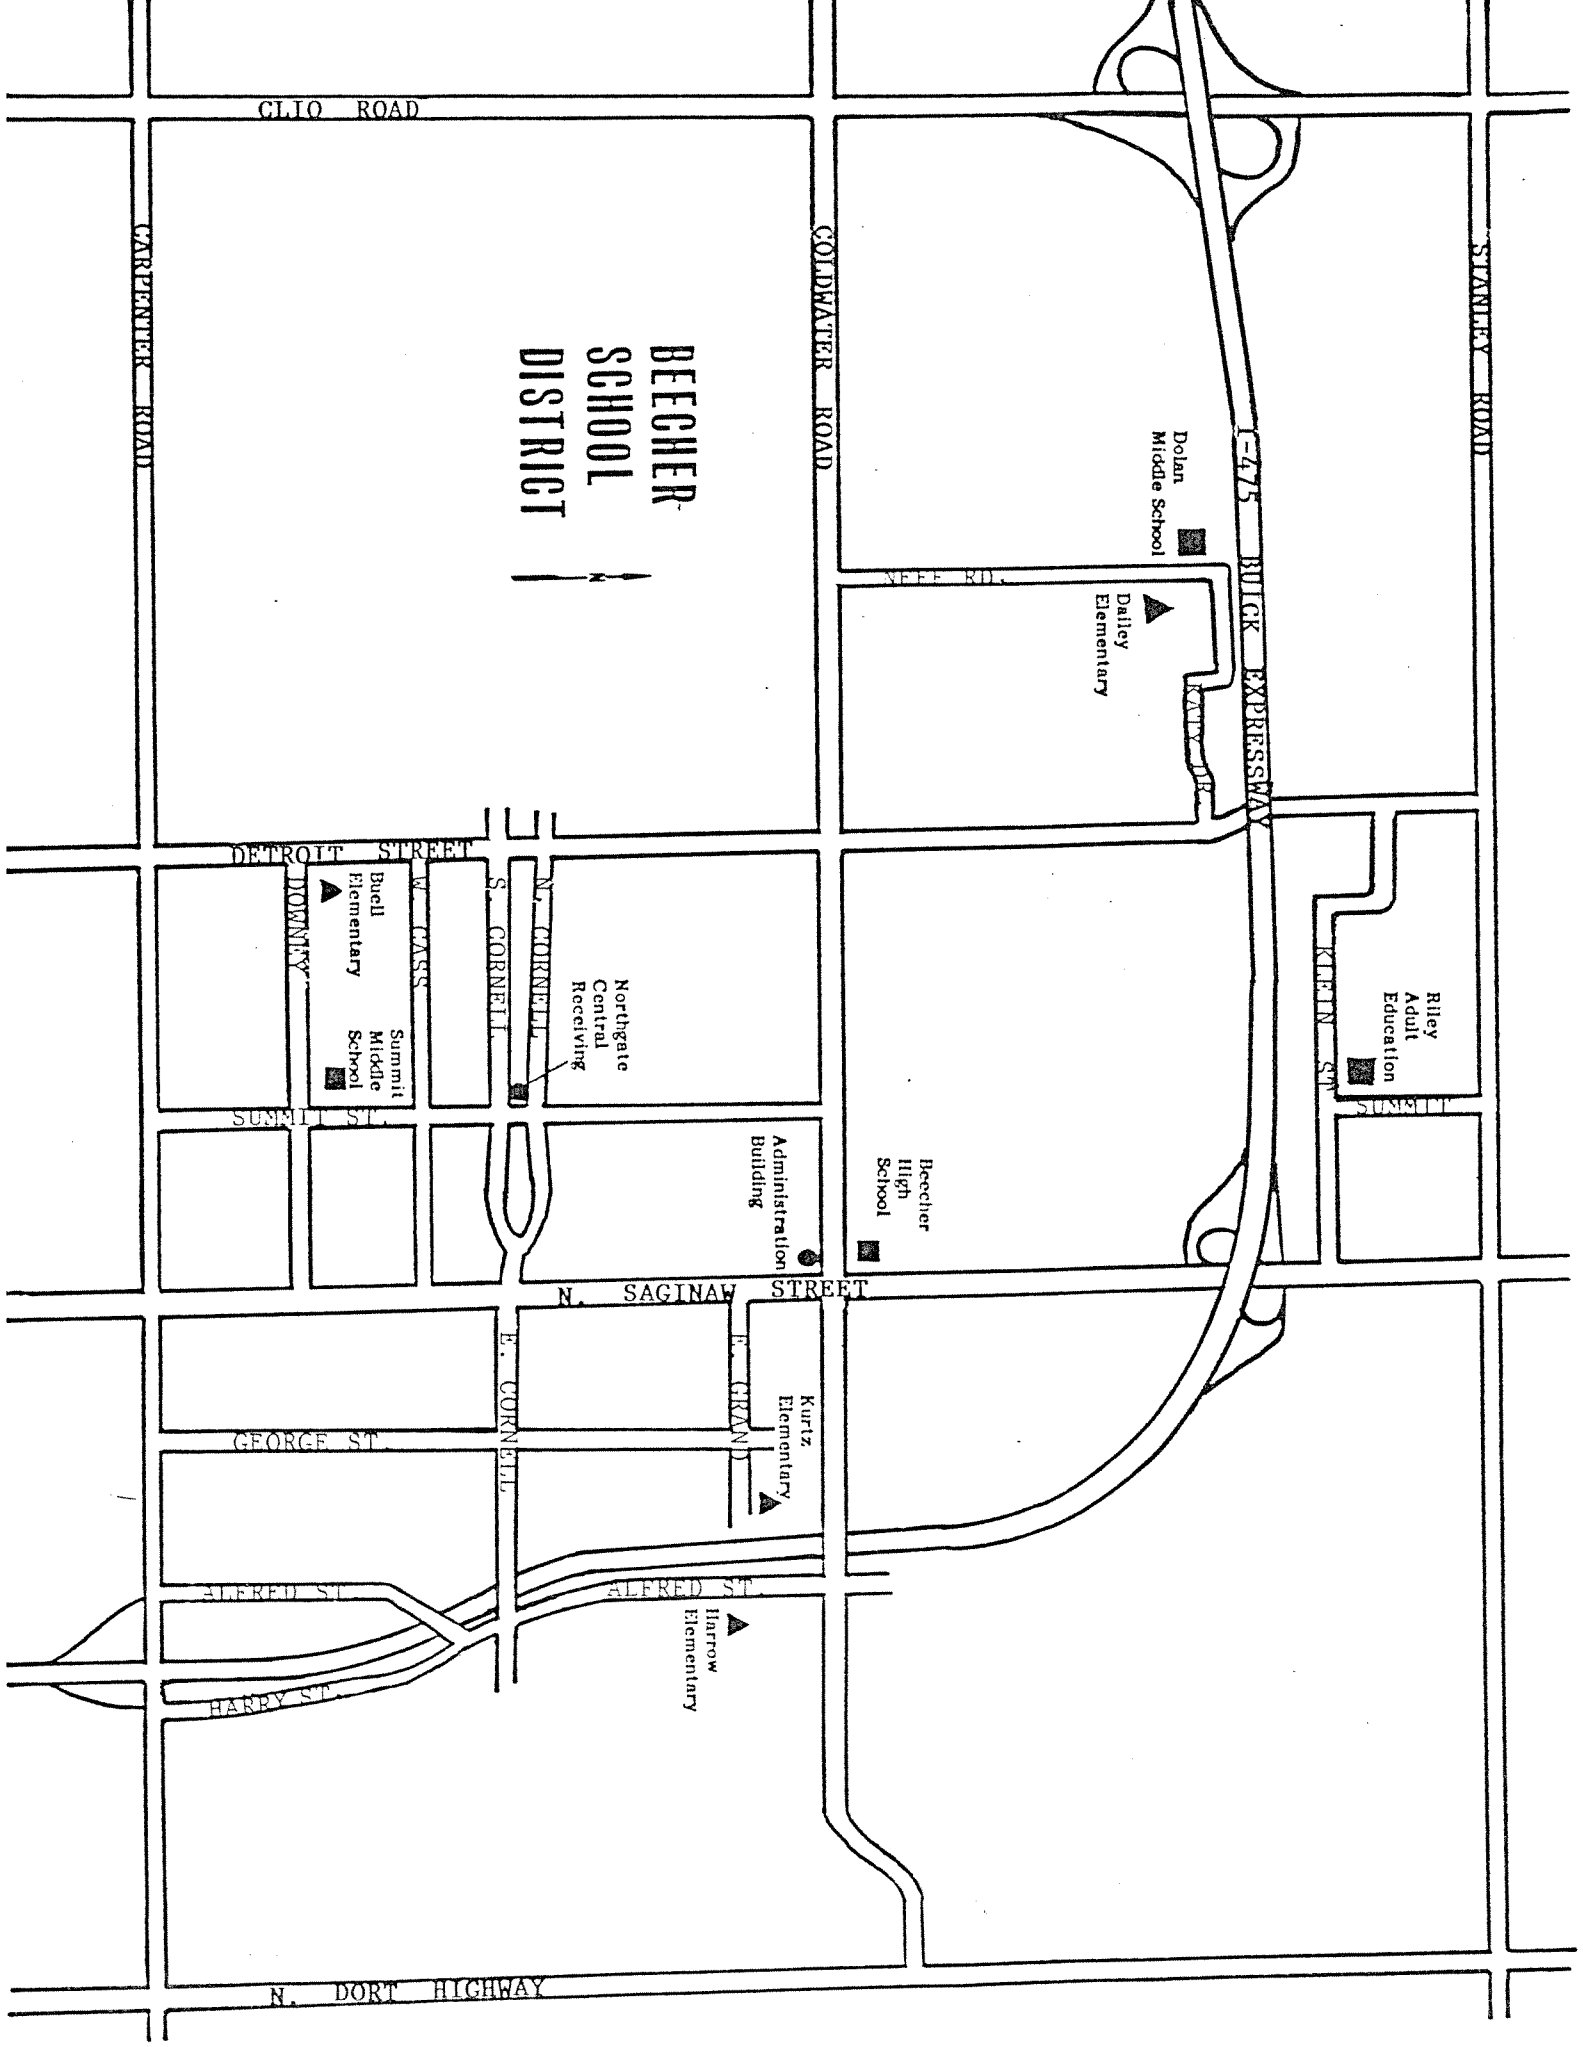 BEECHER
SCHOOL
DISTRICT
N
STANLEY ROAD
I-475 BUICK EXPRESSWAY
COLDWATER ROAD
CARPENTER ROAD
CLIO ROAD
Dolan
Middle School
NEFF RD.
Dailey
Elementary
KATY DR
DETROIT STREET
N. CORNELL
S. CORNELL
W. CASS
DOWNEY
Buell
Elementary
Summit
Middle
School
Northgate
Central
Receiving
Riley
Adult
Education
KLEIN ST
SUMMIT
SUMMIT ST.
Administration
Building
Beecher
High
School
N. SAGINAW STREET
E. CORNELL
E. GRAND
Kurtz
Elementary
GEORGE ST.
ALFRED ST
ALFRED ST.
Harrow
Elementary
HARRY ST.
N. DORT HIGHWAY